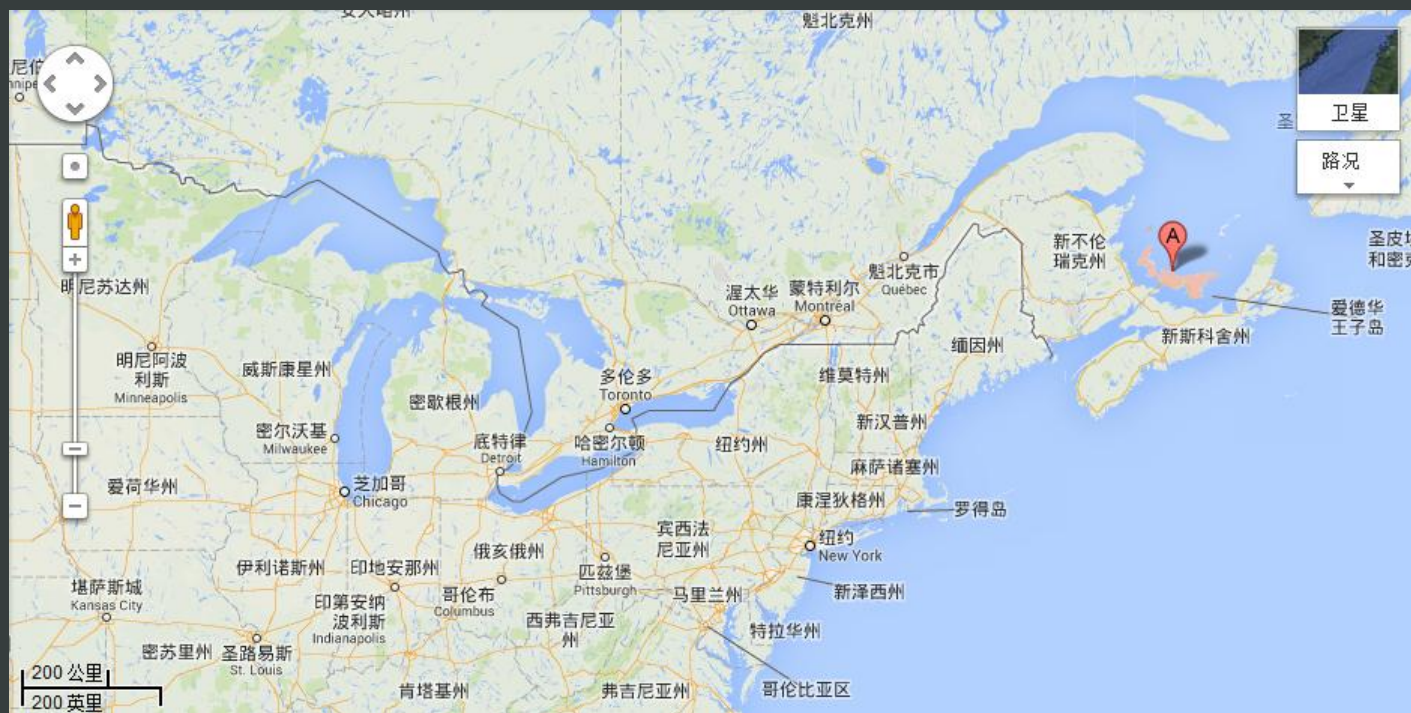 魁北克州
卫星
圣
路况
新不伦
瑞克州
A
魁北克市
Québec
渥太华
Ottawa
蒙特利尔
Montréal
爱德华
王子岛
新斯科舍州
缅因州
明尼苏达州
明尼阿波
利斯
Minneapolis
威斯康星州
多伦多
Toronto
维莫特州
密歇根州
新汉普州
密尔沃基
Milwaukee
底特律
Detroit
哈密尔顿
Hamilton
纽约州
麻萨诸塞州
芝加哥
Chicago
爱荷华州
康涅狄格州
罗得岛
宾西法
尼亚州
纽约
New York
俄亥俄州
伊利诺斯州
印地安那州
匹兹堡
Pittsburgh
新泽西州
堪萨斯城
Kansas City
哥伦布
Columbus
马里兰州
印第安纳
波利斯
Indianapolis
西弗吉尼亚
州
特拉华州
密苏里州
圣路易斯
St. Louis
200 公里
200 英里
肯塔基州
弗吉尼亚州
哥伦比亚区